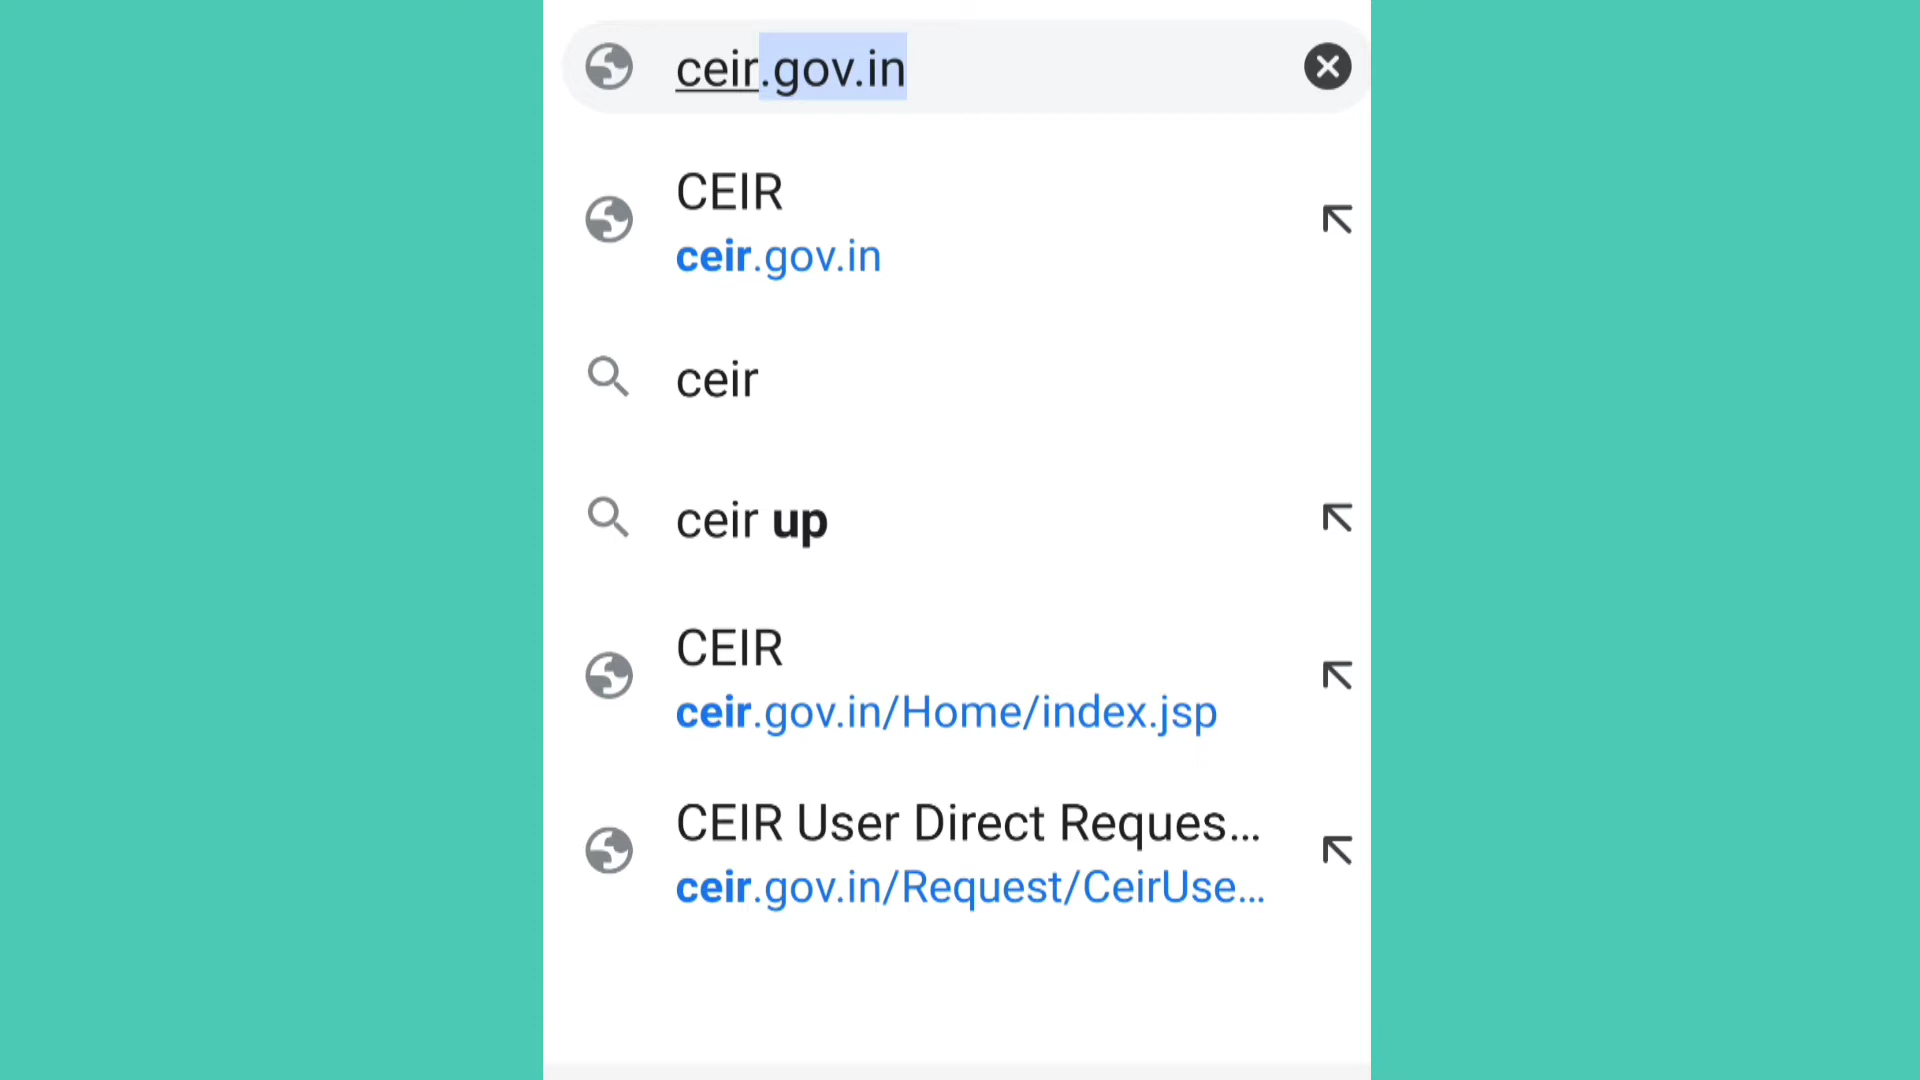 ceir.gov.in
CEIR
ceir.gov.in
ceir
ceir up
CEIR
ceir.gov.in/Home/index.jsp
CEIR User Direct Reques...
ceir.gov.in/Request/CeirUse...